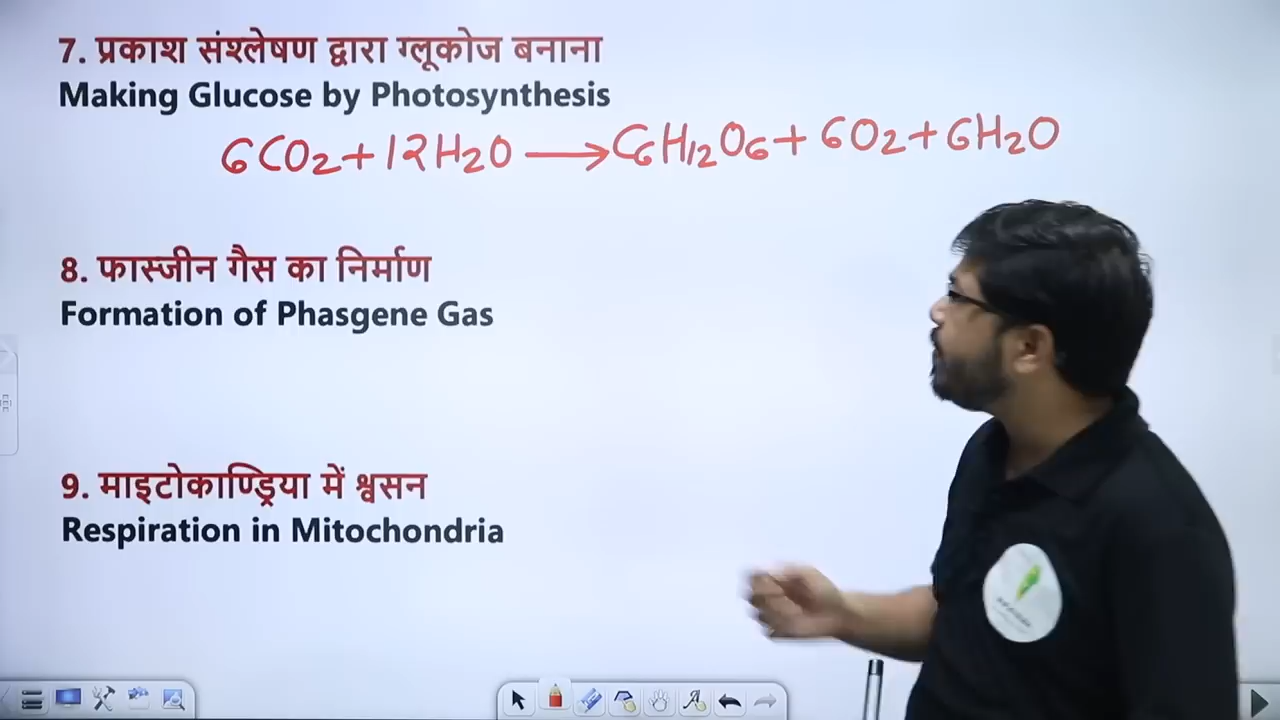 7. प्रकाश संश्लेषण द्वारा ग्लूकोज बनाना
Making Glucose by Photosynthesis
6CO2+12H2O→C6H12O6+6O2+6H2O
8. फास्जीन गैस का निर्माण
Formation of Phasgene Gas
9. माइटोकाण्ड्रिया में श्वसन
Respiration in Mitochondria